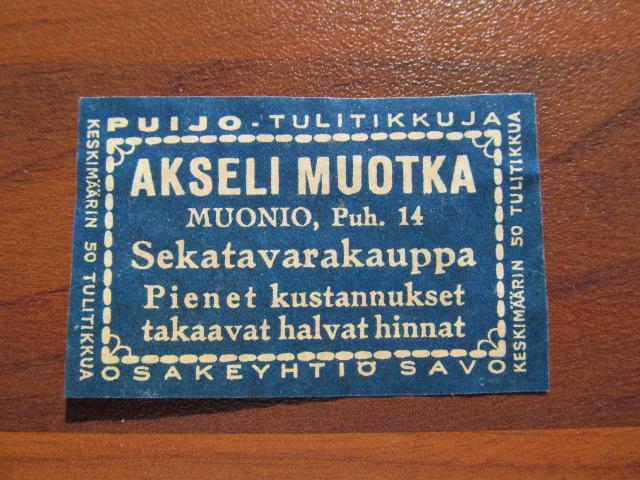 PUIJO-TULITIKKUJA
KESKIMÄÄRIN 50 TULITIKKUA
AKSELI MUOTKA
MUONIO, Puh. 14
Sekatavarakauppa
Pienet kustannukset
takaavat halvat hinnat
KESKIMÄÄRIN 50 TULITIKKUA
OSAKEYHTIÖ SAVO